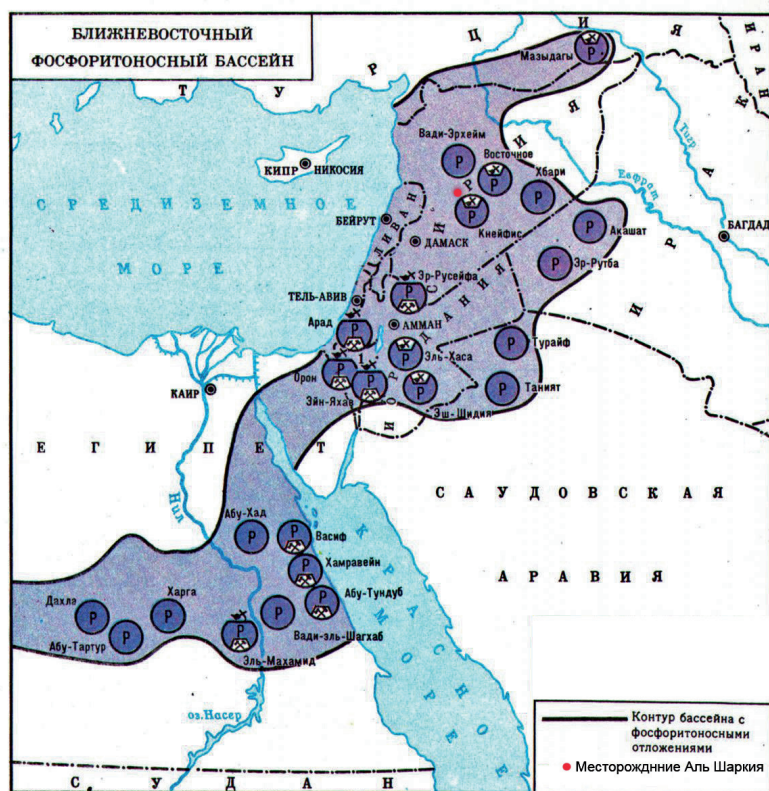 БЛИЖНЕВОСТОЧНЫЙ
ФОСФОРИТОНОСНЫЙ БАССЕЙН
ТУРЦИЯ
ИРАН
Мазыдагы
Р
Тигр
ИРАК
СИРИЯ
Вади-Эрхейм
Р
Восточное
Р
Хбари
Р
Евфрат
КИПР
НИКОСИЯ
СРЕДИЗЕМНОЕ
МОРЕ
БЕЙРУТ
ЛИВАН
ДАМАСК
Р
Кнейфис
Р
Акашат
БАГДАД
Р
Эр-Рутба
Эр-Русейфа
Р
ТЕЛЬ-АВИВ
Арад
Р
АММАН
ИОРДАНИЯ
Р
Турайф
1
Р
Эль-Хаса
Р
Орон
Р
Эйн-Яхав
Р
Эш-Шидия
Р
Таният
КАИР
ЕГИПЕТ
Нил
САУДОВСКАЯ
АРАВИЯ
КРАСНОЕ
МОРЕ
Абу-Хад
Р
Р
Васиф
Р
Хамравейн
Р
Абу-Тундуб
Дахла
Р
Харга
Р
Р
Абу-Тартур
Р
Вади-эль-Шагхаб
Р
Эль-Махамид
оз.Насер
СУДАН
Контур бассейна с
фосфоритоносными
отложениями
Месторожднние Аль Шаркия